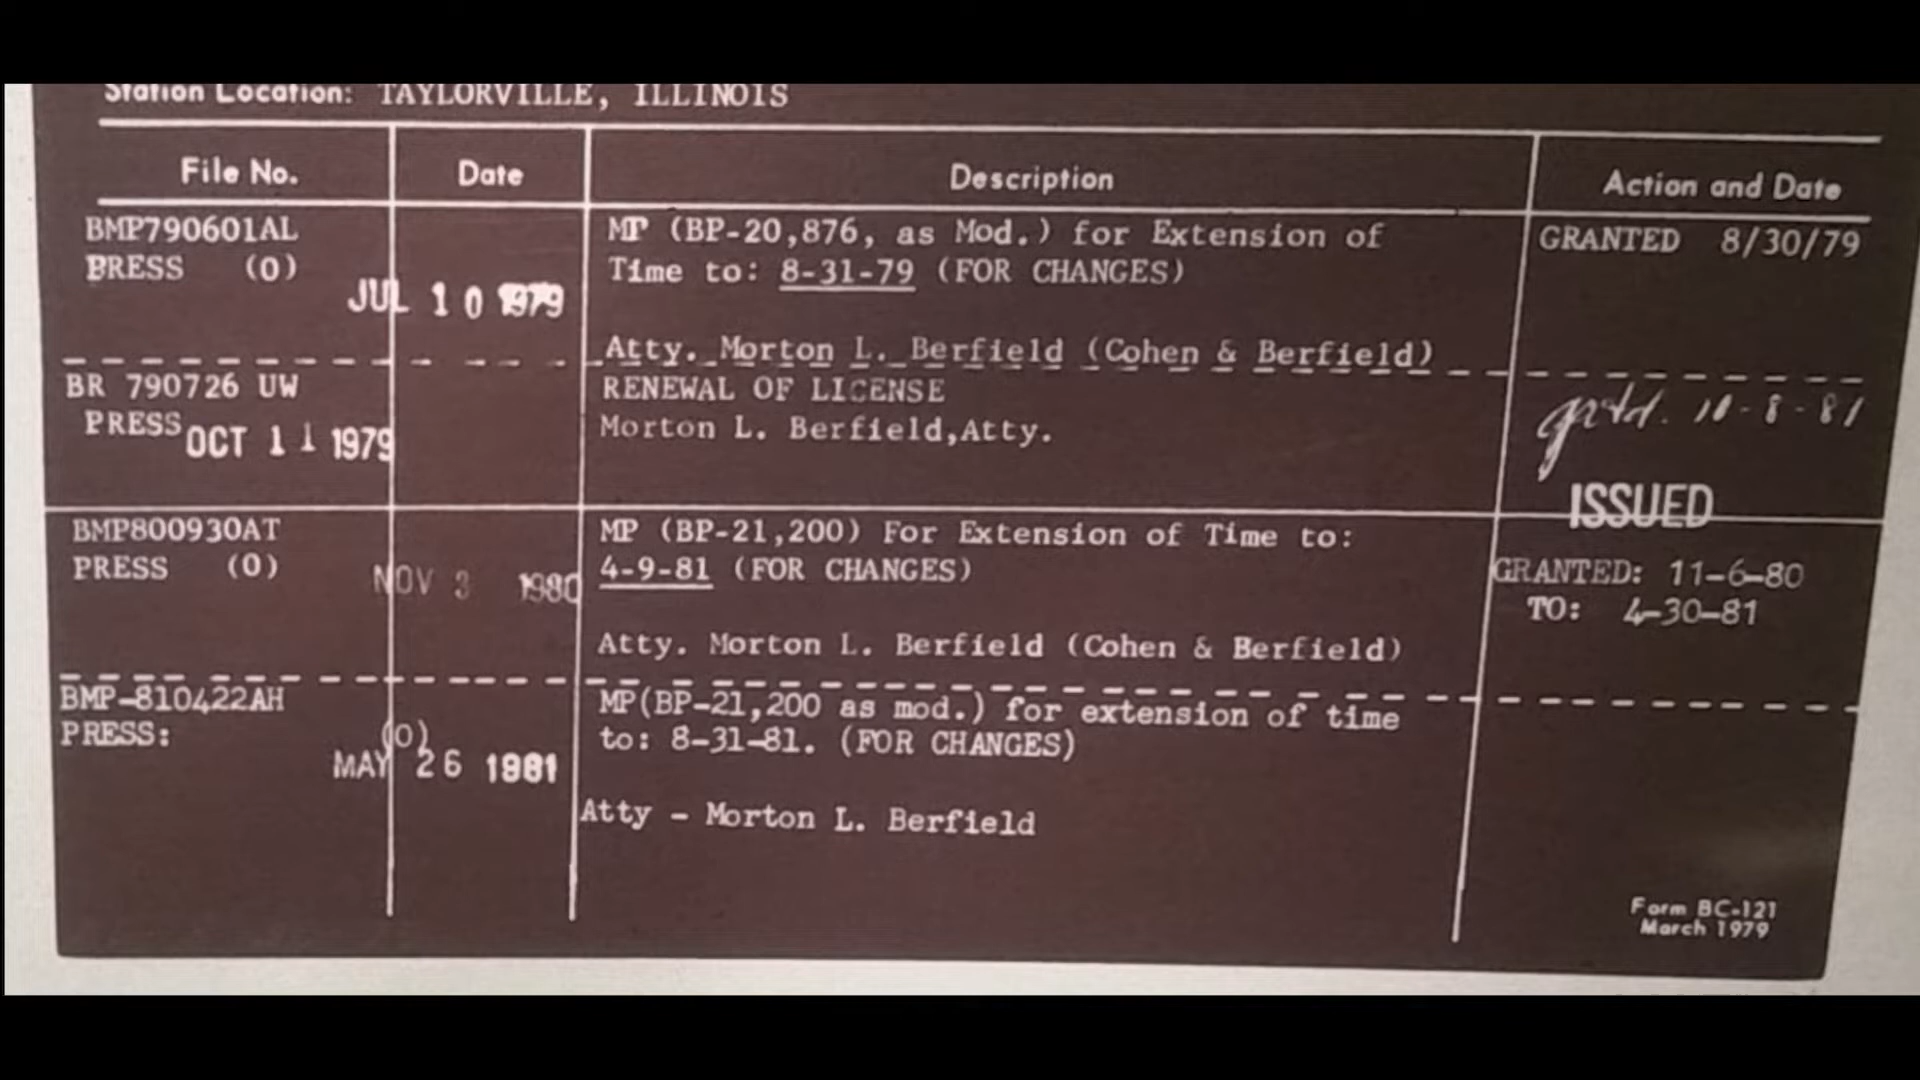 Station Location: TAYLORVILLE, ILLINOIS
File No. Date Description Action and Date
BMP790601AL
PRESS (0)
JUL 10 1979
MP (BP-20,876, as Mod.) for Extension of
Time to: 8-31-79 (FOR CHANGES)
Atty. Morton L. Berfield (Cohen & Berfield)
GRANTED 8/30/79
BR 790726 UW
PRESS
OCT 11 1979
RENEWAL OF LICENSE
Morton L. Berfield,Atty.
grtd. 11-8-81
ISSUED
BMP800930AT
PRESS (0)
NOV 3 1980
MP (BP-21,200) For Extension of Time to:
4-9-81 (FOR CHANGES)
Atty. Morton L. Berfield (Cohen & Berfield)
GRANTED: 11-6-80
TO: 4-30-81
BMP-810422AH
PRESS: (0)
MAY 26 1981
MP(BP-21,200 as mod.) for extension of time
to: 8-31-81. (FOR CHANGES)
Atty - Morton L. Berfield
Form BC-121
March 1979